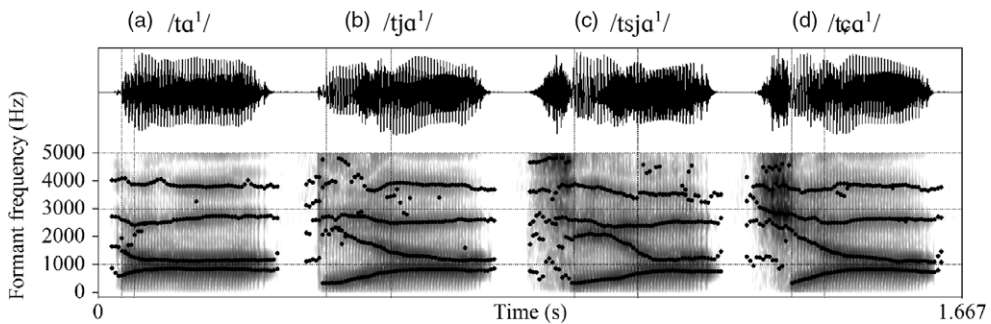 (a) /tɑ¹/ (b) /tjɑ¹/ (c) /tsjɑ¹/ (d) /tɕɑ¹/
Formant frequency (Hz)
5000
4000
3000
2000
1000
0
0 Time (s) 1.667